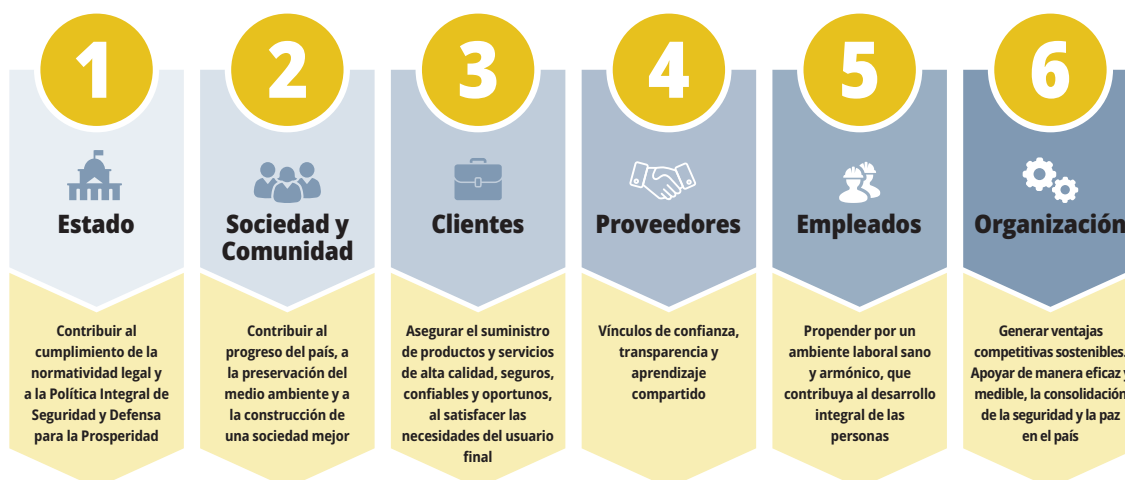 1
Estado
Contribuir al
cumplimiento de la
normatividad legal y
a la Política Integral de
Seguridad y Defensa
para la Prosperidad
2
Sociedad y
Comunidad
Contribuir al
progreso del país, a
la preservación del
medio ambiente y a
la construcción de
una sociedad mejor
3
Clientes
Asegurar el suministro
de productos y servicios
de alta calidad, seguros,
confiables y oportunos,
al satisfacer las
necesidades del usuario
final
4
Proveedores
Vínculos de confianza,
transparencia y
aprendizaje
compartido
5
Empleados
Propender por un
ambiente laboral sano
y armónico, que
contribuya al desarrollo
integral de las
personas
6
Organización
Generar ventajas
competitivas sostenibles.
Apoyar de manera eficaz y
medible, la consolidación
de la seguridad y la paz
en el país